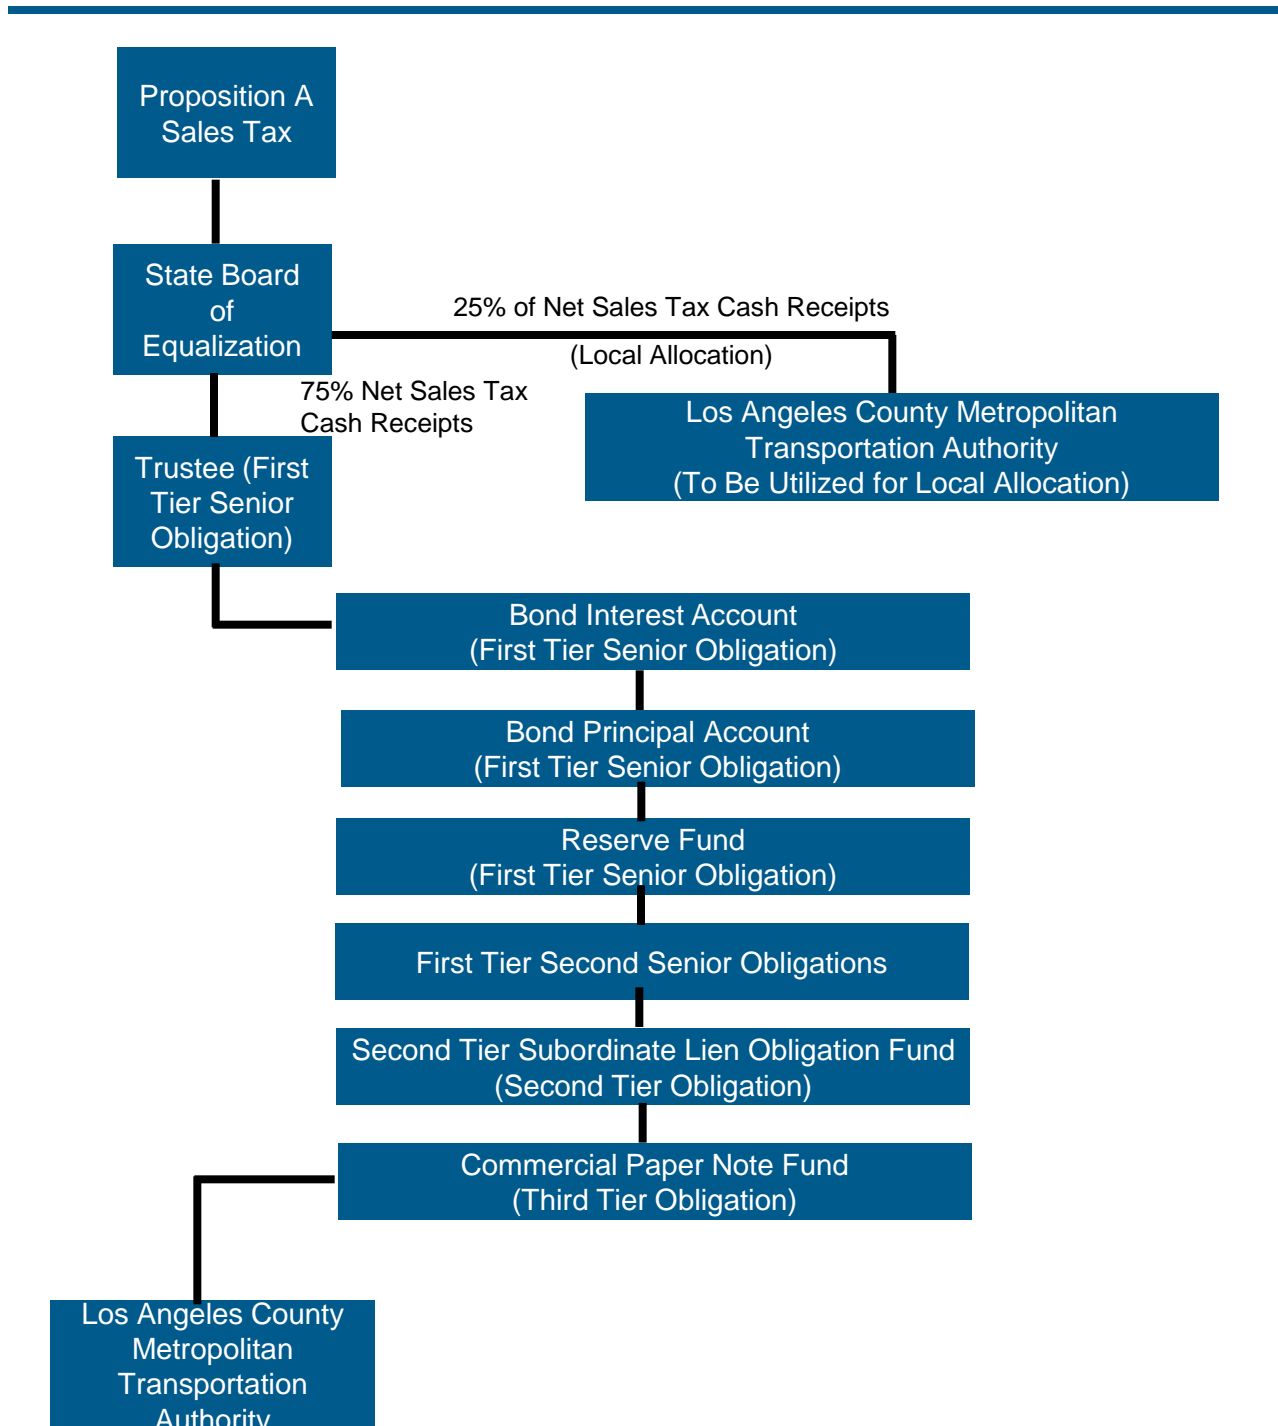 Proposition A
Sales Tax
State Board
of
Equalization
25% of Net Sales Tax Cash Receipts
(Local Allocation)
75% Net Sales Tax
Cash Receipts
Los Angeles County Metropolitan
Transportation Authority
(To Be Utilized for Local Allocation)
Trustee (First
Tier Senior
Obligation)
Bond Interest Account
(First Tier Senior Obligation)
Bond Principal Account
(First Tier Senior Obligation)
Reserve Fund
(First Tier Senior Obligation)
First Tier Second Senior Obligations
Second Tier Subordinate Lien Obligation Fund
(Second Tier Obligation)
Commercial Paper Note Fund
(Third Tier Obligation)
Los Angeles County
Metropolitan
Transportation
Authority